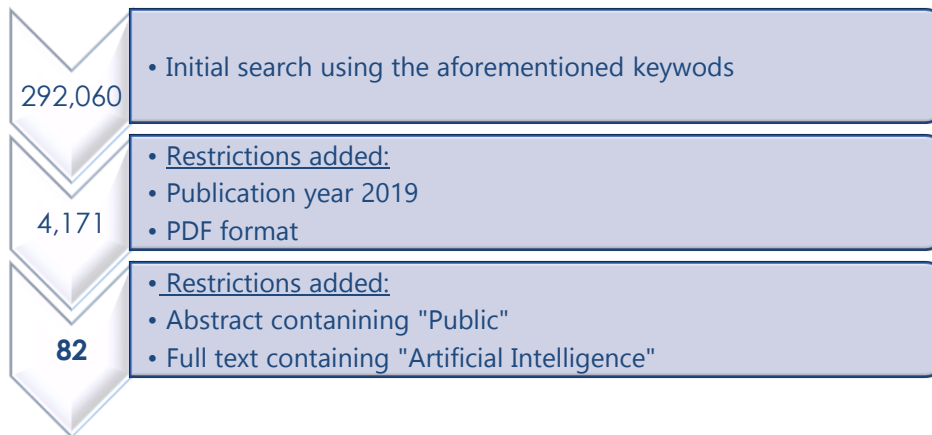 292,060
• Initial search using the aforementioned keywods
4,171
• Restrictions added:
• Publication year 2019
• PDF format
82
• Restrictions added:
• Abstract contanining "Public"
• Full text containing "Artificial Intelligence"